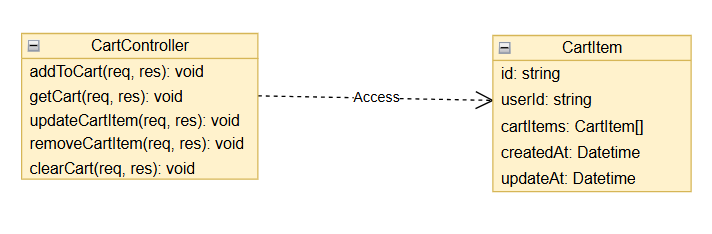 CartController
addToCart(req, res): void
getCart(req, res): void
updateCartItem(req, res): void
removeCartItem(req, res): void
clearCart(req, res): void
Access
CartItem
id: string
userId: string
cartItems: CartItem[]
createdAt: Datetime
updateAt: Datetime